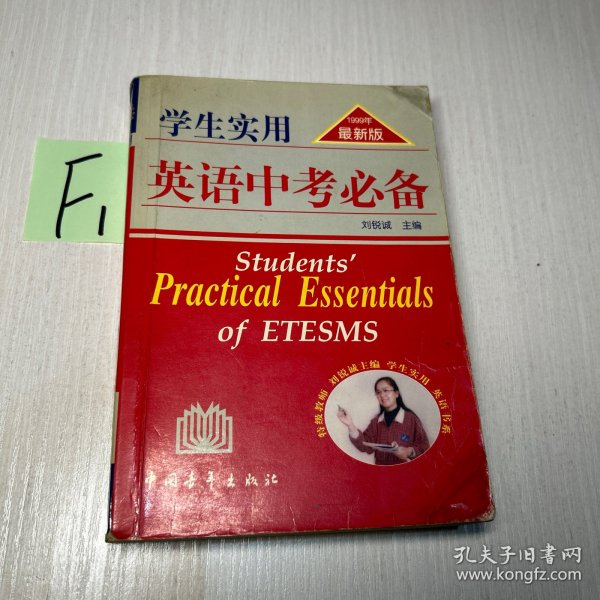 F1
学生实用
1999年
最新版
英语中考必备
刘锐诚 主编
Students'
Practical Essentials
of ETESMS
特级教师 刘锐诚主编 学生实用 英语书系
中国青年出版社
孔夫子旧书网
www.kongfz.com